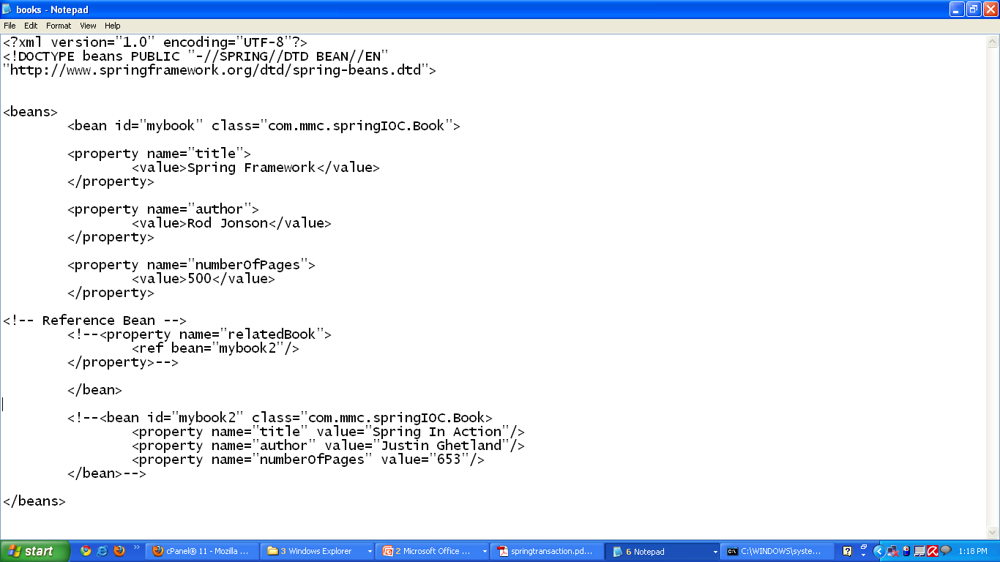 books - Notepad
File Edit Format View Help
<?xml version="1.0" encoding="UTF-8"?>
<!DOCTYPE beans PUBLIC "-//SPRING//DTD BEAN//EN"
"http://www.springframework.org/dtd/spring-beans.dtd">
<beans>
<bean id="mybook" class="com.mmc.springIOC.Book">
<property name="title">
<value>Spring Framework</value>
</property>
<property name="author">
<value>Rod Jonson</value>
</property>
<property name="numberOfPages">
<value>500</value>
</property>
<!-- Reference Bean -->
<!--<property name="relatedBook">
<ref bean="mybook2"/>
</property>-->
</bean>
<!--<bean id="mybook2" class="com.mmc.springIOC.Book>
<property name="title" value="Spring In Action"/>
<property name="author" value="Justin Ghetland"/>
<property name="numberOfPages" value="653"/>
</bean>-->
</beans>
start cPanel® 11 - Mozilla ... 3 Windows Explorer 2 Microsoft Office ... springtransaction.pd... 6 Notepad C:\WINDOWS\syste... 1:18 PM